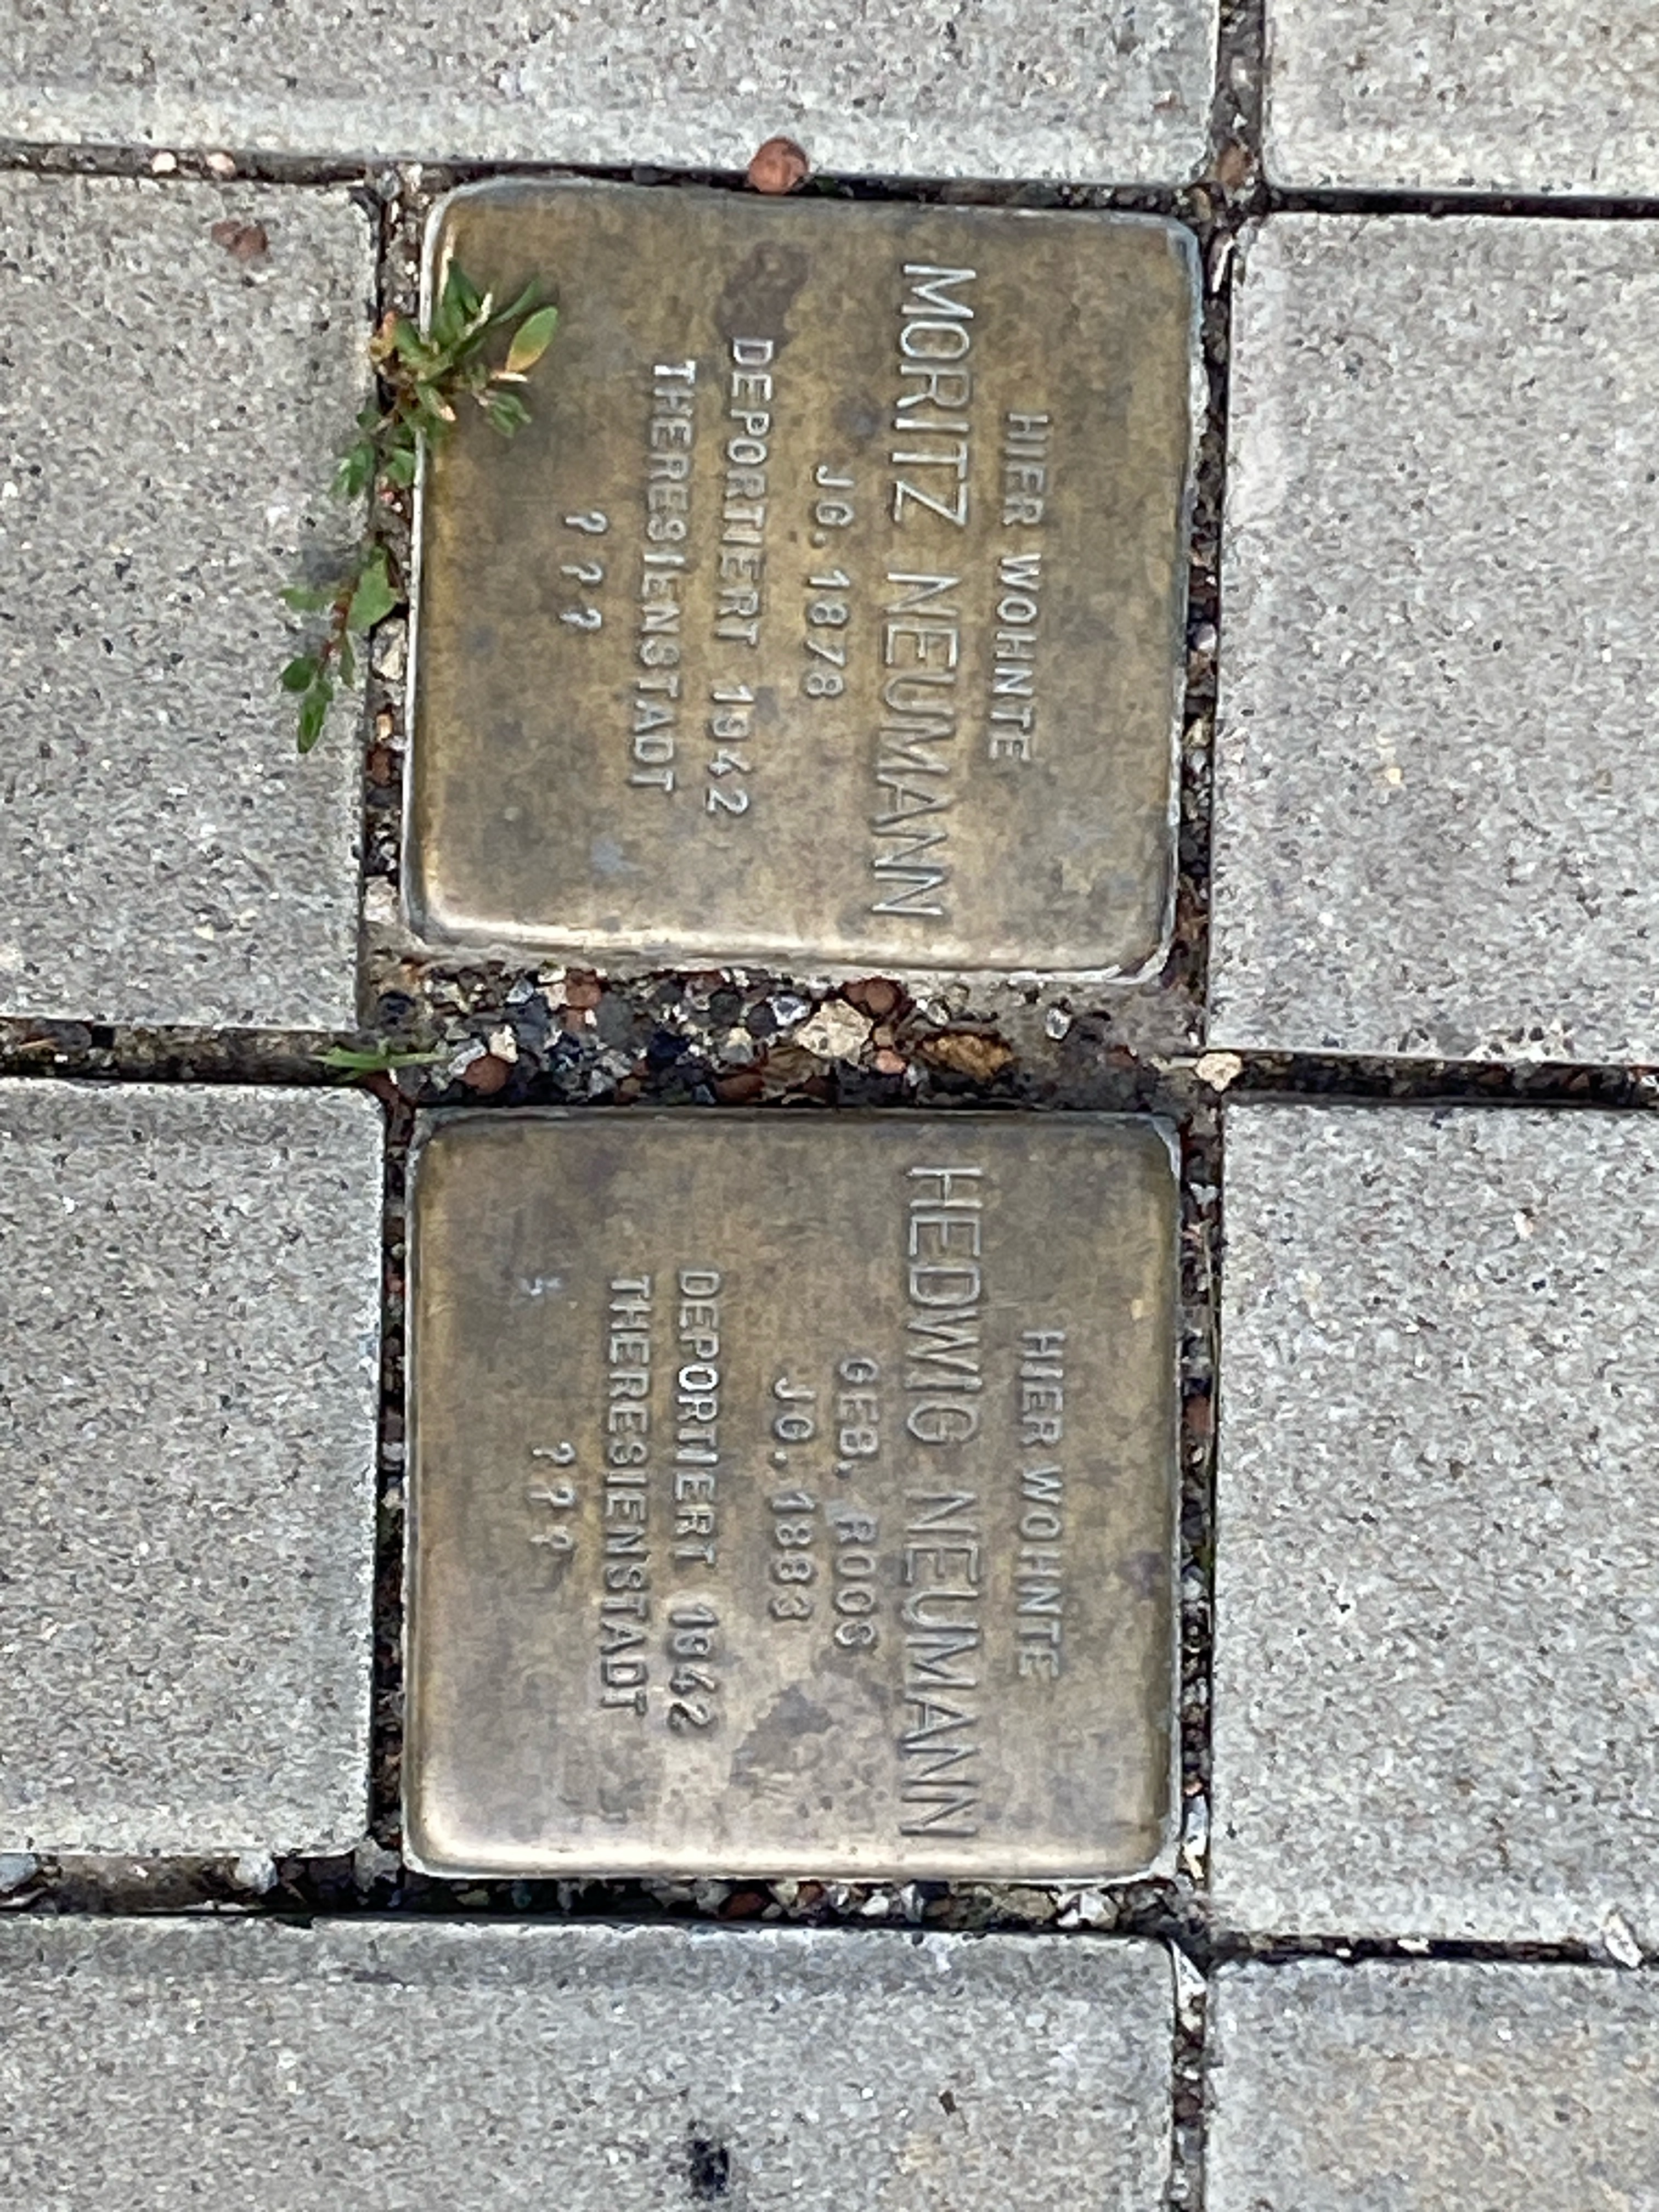 HIER WOHNTE
MORITZ NEUMANN
JG. 1878
DEPORTIERT 1942
THERESIENSTADT
???
HIER WOHNTE
HEDWIG NEUMANN
GEB. ROOS
JG. 1883
DEPORTIERT 1942
THERESIENSTADT
???